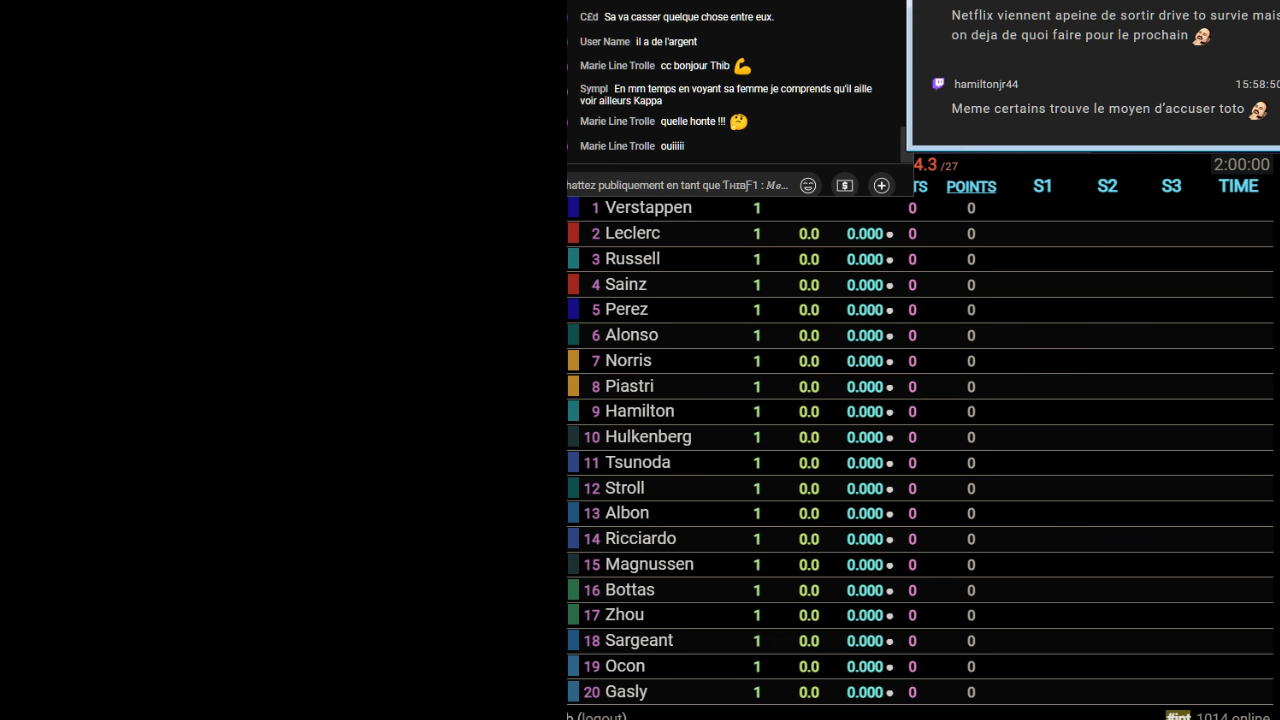 C£d Sa va casser quelque chose entre eux.
User Name il a de l'argent
Marie Line Trolle cc bonjour Thib 💪
Sympl En mm temps en voyant sa femme je comprends qu'il aille
voir ailleurs Kappa
Marie Line Trolle quelle honte !!! 🤔
Marie Line Trolle ouiiiii
hattez publiquement en tant que TʜɪʙF1 : Me...
Netflix viennent apeine de sortir drive to survie mais
on deja de quoi faire pour le prochain
hamiltonjr44 15:58:50
Meme certains trouve le moyen d'accuser toto
4.3 /27 2:00:00
TS POINTS S1 S2 S3 TIME
1 Verstappen 1 0 0
2 Leclerc 1 0.0 0.000 0 0
3 Russell 1 0.0 0.000 0 0
4 Sainz 1 0.0 0.000 0 0
5 Perez 1 0.0 0.000 0 0
6 Alonso 1 0.0 0.000 0 0
7 Norris 1 0.0 0.000 0 0
8 Piastri 1 0.0 0.000 0 0
9 Hamilton 1 0.0 0.000 0 0
10 Hulkenberg 1 0.0 0.000 0 0
11 Tsunoda 1 0.0 0.000 0 0
12 Stroll 1 0.0 0.000 0 0
13 Albon 1 0.0 0.000 0 0
14 Ricciardo 1 0.0 0.000 0 0
15 Magnussen 1 0.0 0.000 0 0
16 Bottas 1 0.0 0.000 0 0
17 Zhou 1 0.0 0.000 0 0
18 Sargeant 1 0.0 0.000 0 0
19 Ocon 1 0.0 0.000 0 0
20 Gasly 1 0.0 0.000 0 0
(logout) #int 1014 online